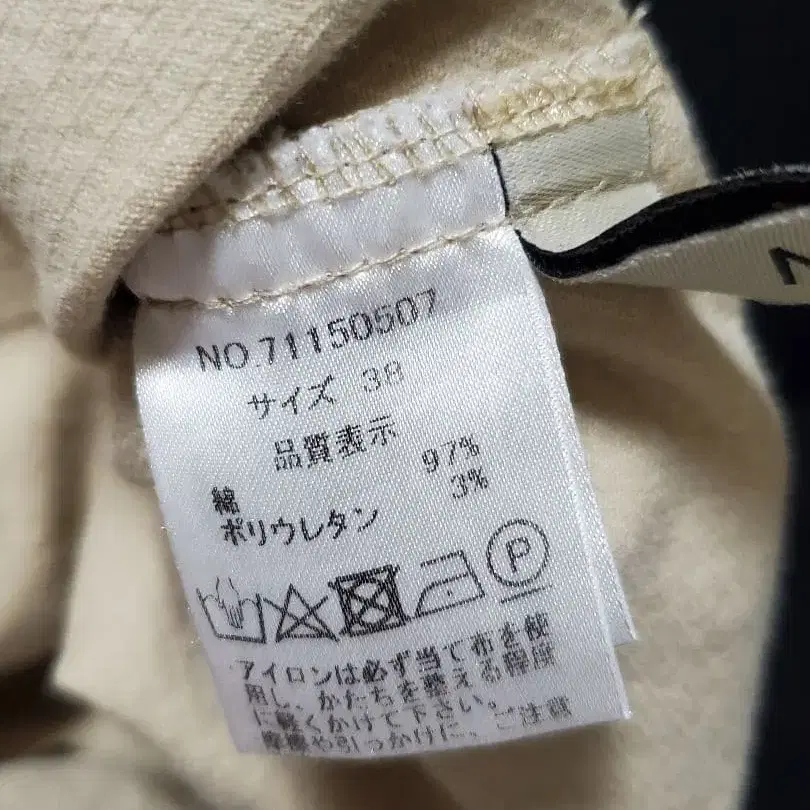 NO.71150507
サイズ 38
品質表示
綿 97%
ポリウレタン 3%
P
アイロンは必ず当て布を使
用し、かたちを整える程度
に軽くかけて下さい。
摩擦や引っかけに、ご注意